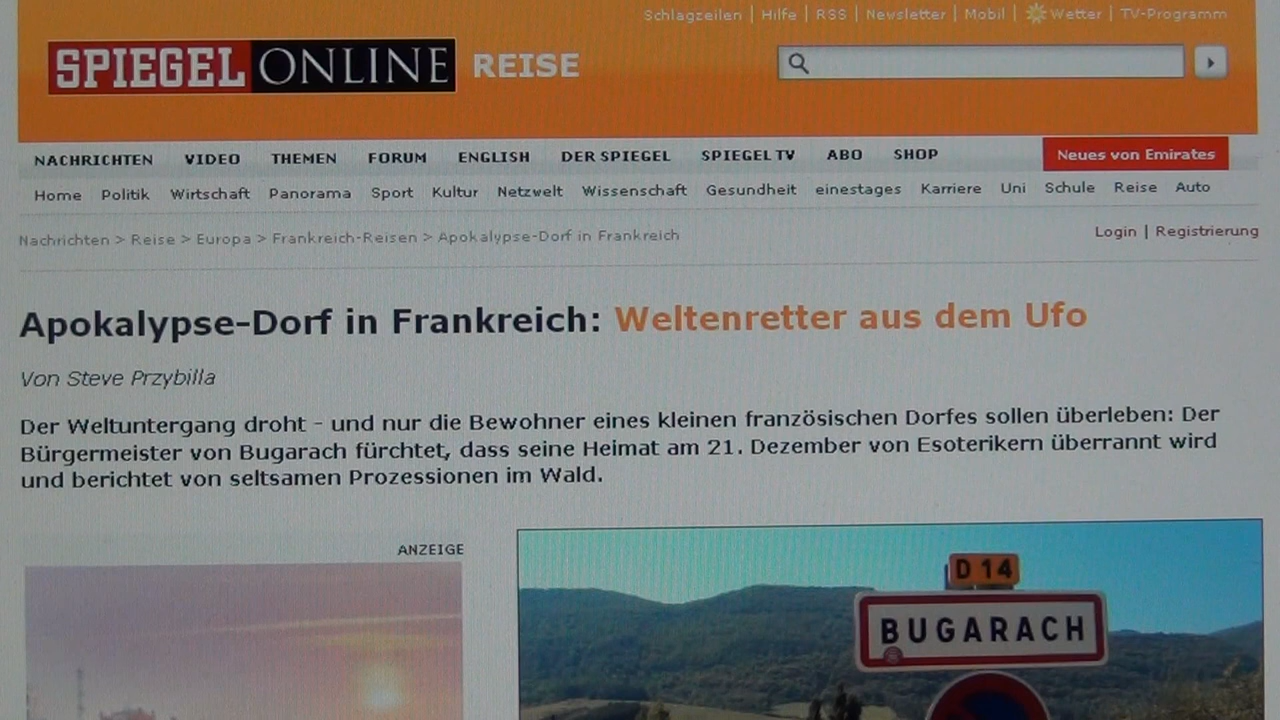 Schlagzeilen | Hilfe | RSS | Newsletter | Mobil | Wetter | TV-Programm
SPIEGEL ONLINE REISE
NACHRICHTEN VIDEO THEMEN FORUM ENGLISH DER SPIEGEL SPIEGEL TV ABO SHOP Neues von Emirates
Home Politik Wirtschaft Panorama Sport Kultur Netzwelt Wissenschaft Gesundheit einestages Karriere Uni Schule Reise Auto
Nachrichten > Reise > Europa > Frankreich-Reisen > Apokalypse-Dorf in Frankreich
Login | Registrierung
Apokalypse-Dorf in Frankreich: Weltenretter aus dem Ufo
Von Steve Przybilla
Der Weltuntergang droht - und nur die Bewohner eines kleinen französischen Dorfes sollen überleben: Der
Bürgermeister von Bugarach fürchtet, dass seine Heimat am 21. Dezember von Esoterikern überrannt wird
und berichtet von seltsamen Prozessionen im Wald.
ANZEIGE
D 14
BUGARACH